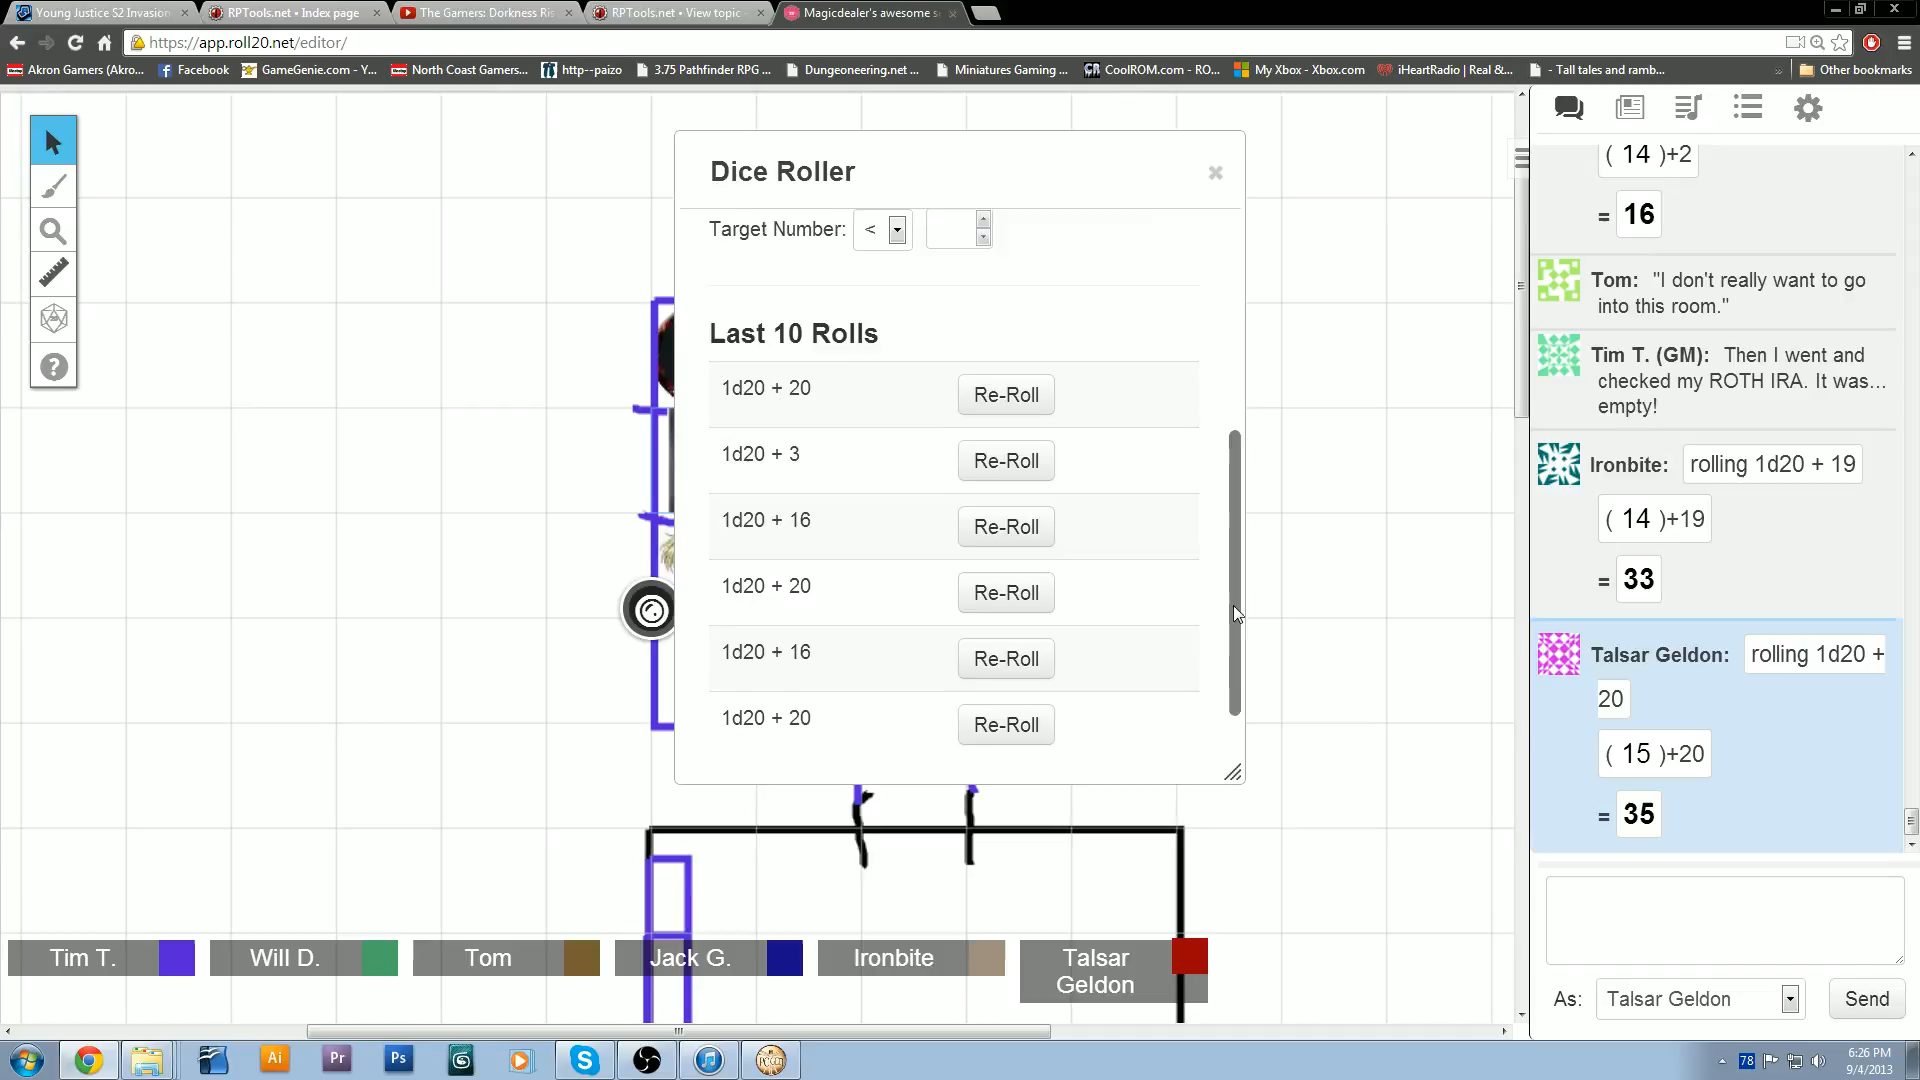 Young Justice S2 Invasion
RPTools.net • Index page
The Gamers: Dorkness Ris
RPTools.net • View topic -
Magicdealer's awesome s
https://app.roll20.net/editor/
Akron Gamers (Akro...
Facebook
GameGenie.com - Y...
North Coast Gamers...
http--paizo
3.75 Pathfinder RPG ...
Dungeoneering.net ...
Miniatures Gaming ...
CoolROM.com - RO...
My Xbox - Xbox.com
iHeartRadio | Real &...
- Tall tales and ramb...
»
Other bookmarks
Dice Roller
Target Number: <
Last 10 Rolls
1d20 + 20 Re-Roll
1d20 + 3 Re-Roll
1d20 + 16 Re-Roll
1d20 + 20 Re-Roll
1d20 + 16 Re-Roll
1d20 + 20 Re-Roll
( 14 )+2
= 16
Tom: "I don't really want to go
into this room."
Tim T. (GM): Then I went and
checked my ROTH IRA. It was...
empty!
Ironbite: rolling 1d20 + 19
( 14 )+19
= 33
Talsar Geldon: rolling 1d20 +
20
( 15 )+20
= 35
As: Talsar Geldon Send
Tim T.
Will D.
Tom
Jack G.
Ironbite
Talsar
Geldon
Ai
Pr
Ps
78
6:26 PM
9/4/2013